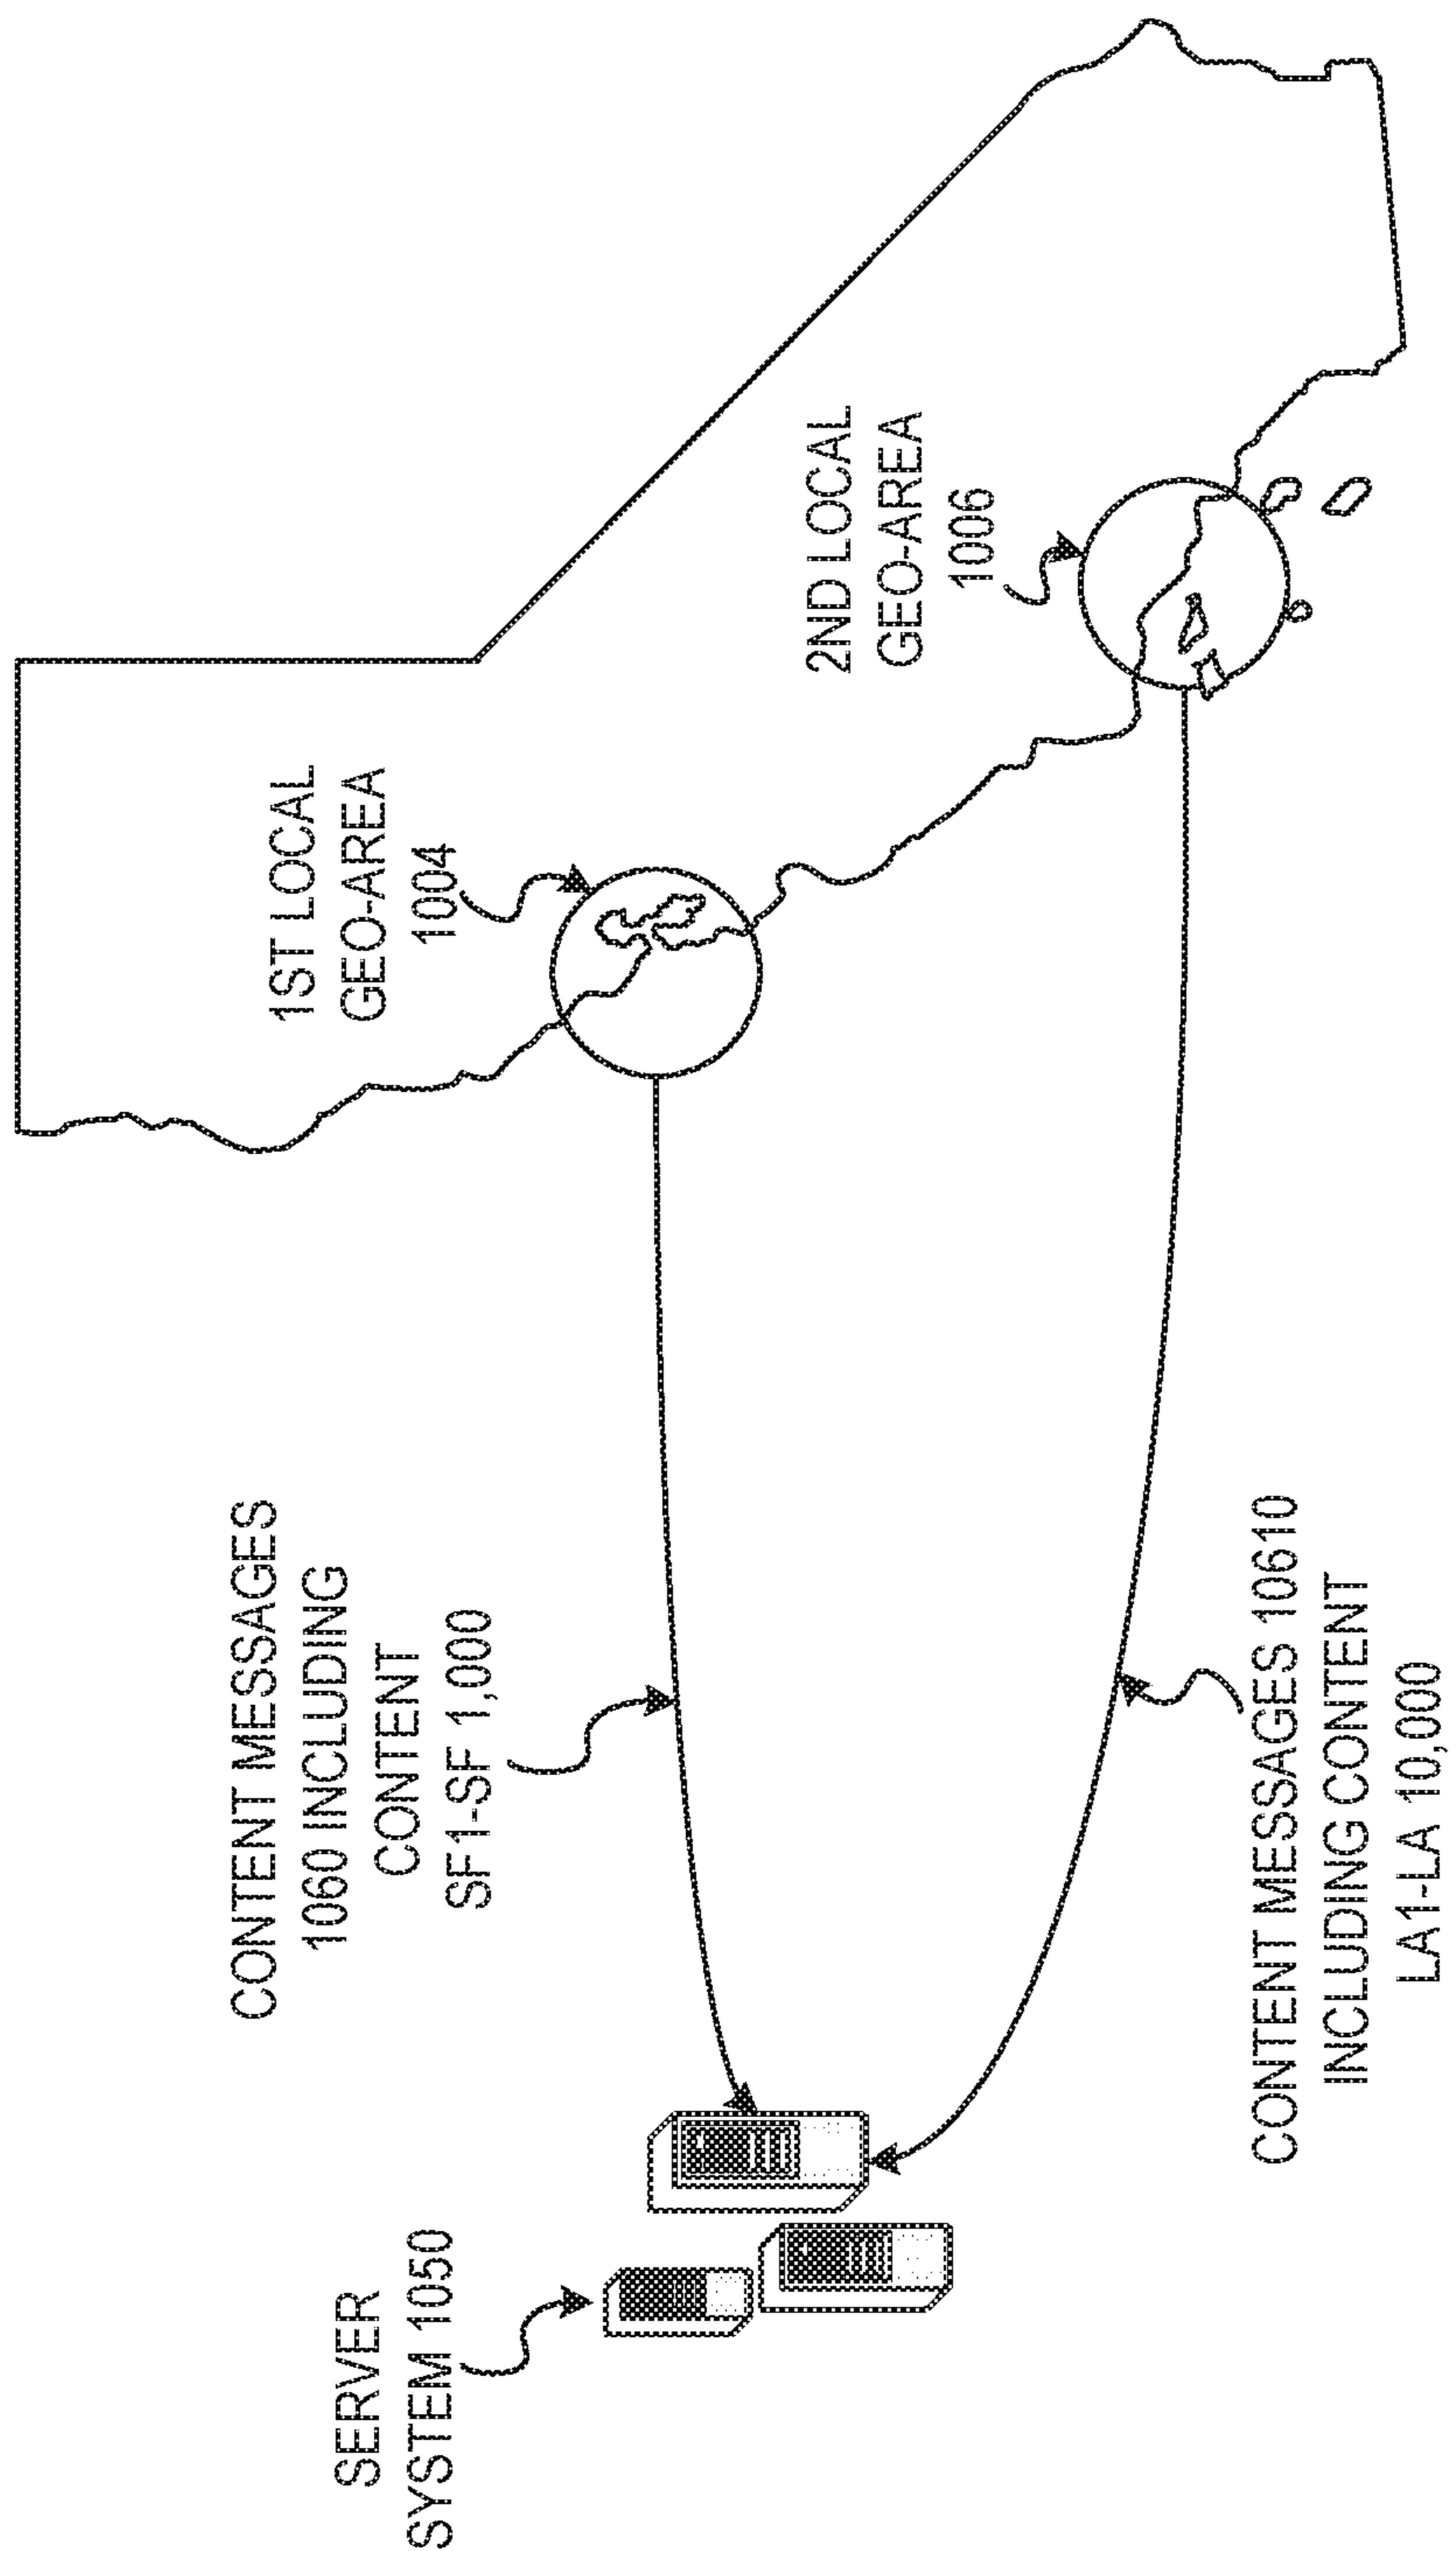 SERVER
SYSTEM 1050
CONTENT MESSAGES
1060 INCLUDING
CONTENT
SF1-SF 1,000
1ST LOCAL
GEO-AREA
1004
2ND LOCAL
GEO-AREA
1006
CONTENT MESSAGES 10610
INCLUDING CONTENT
LA1-LA 10,000